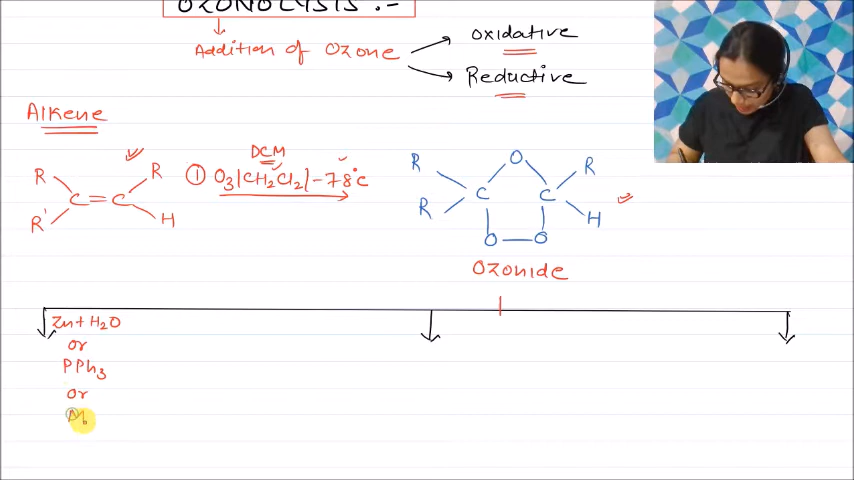 OZONOLYSIS :-
Addition of Ozone
oxidative
Reductive
Alkene
R R
C=C
R' H
DCM
① O3|CH2Cl2|-78°C
R O R
C C
R H
O—O
Ozonide
Zn+H2O
or
PPh3
or